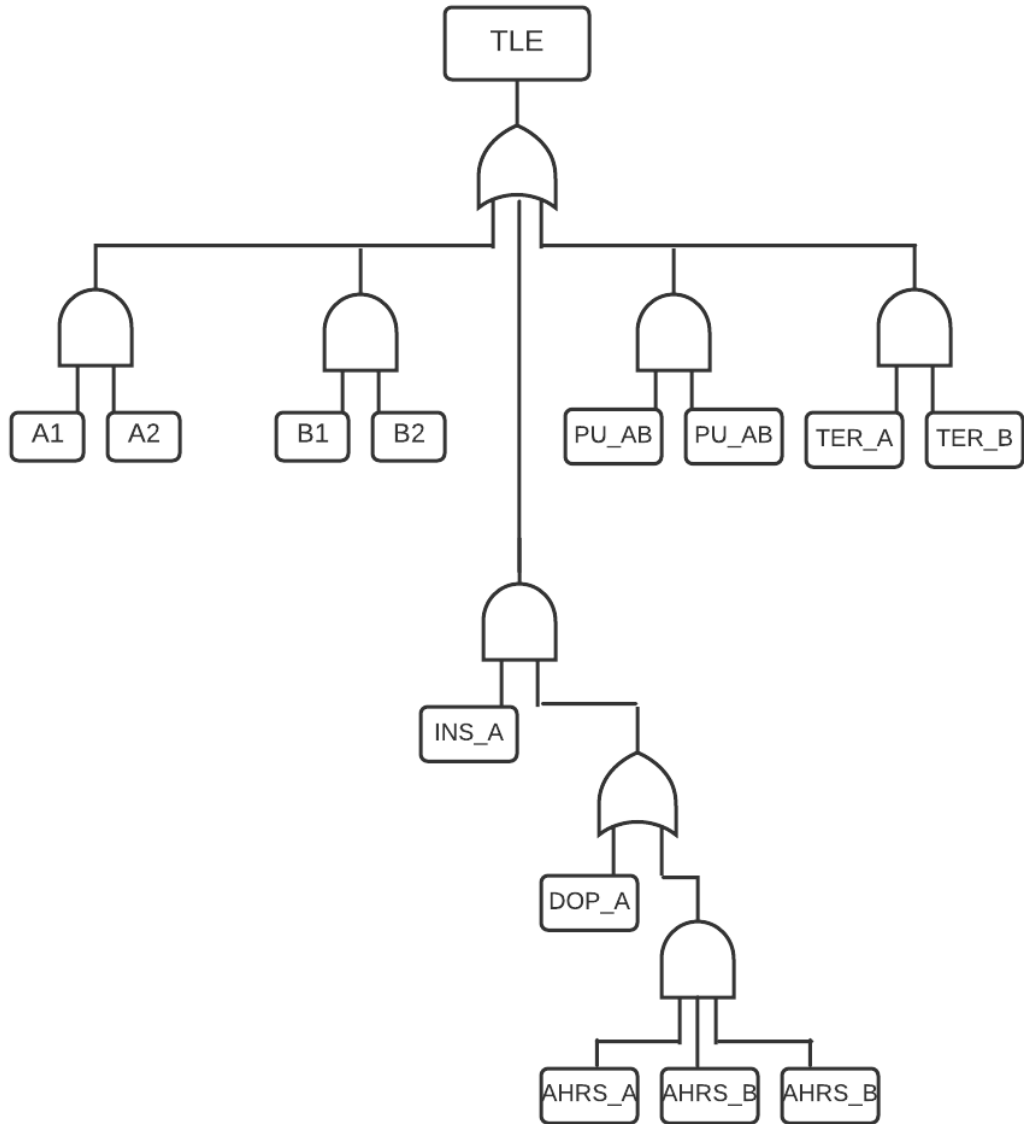 TLE
A1
A2
B1
B2
PU_AB
PU_AB
TER_A
TER_B
INS_A
DOP_A
AHRS_A
AHRS_B
AHRS_B